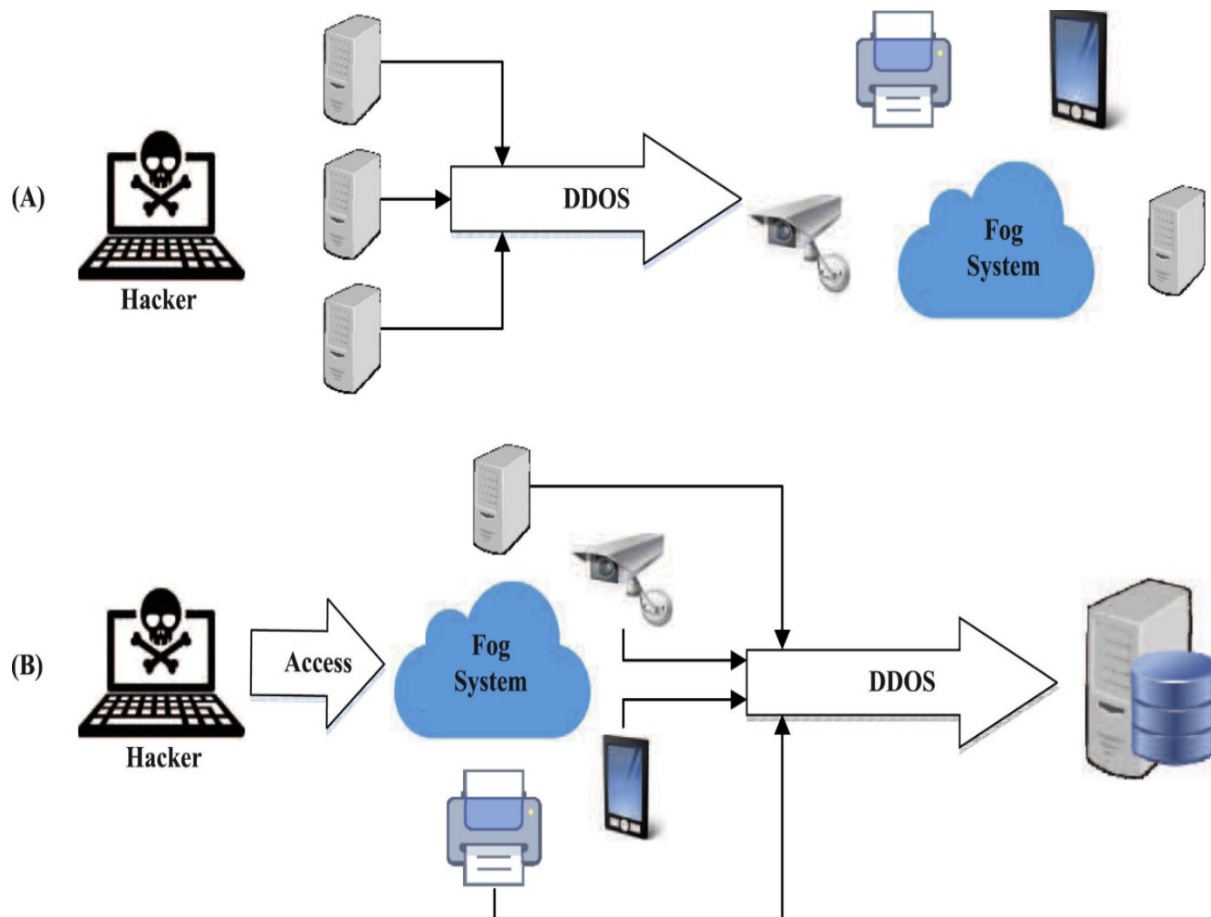 (A)
Hacker
DDOS
Fog
System
(B)
Hacker
Access
Fog
System
DDOS